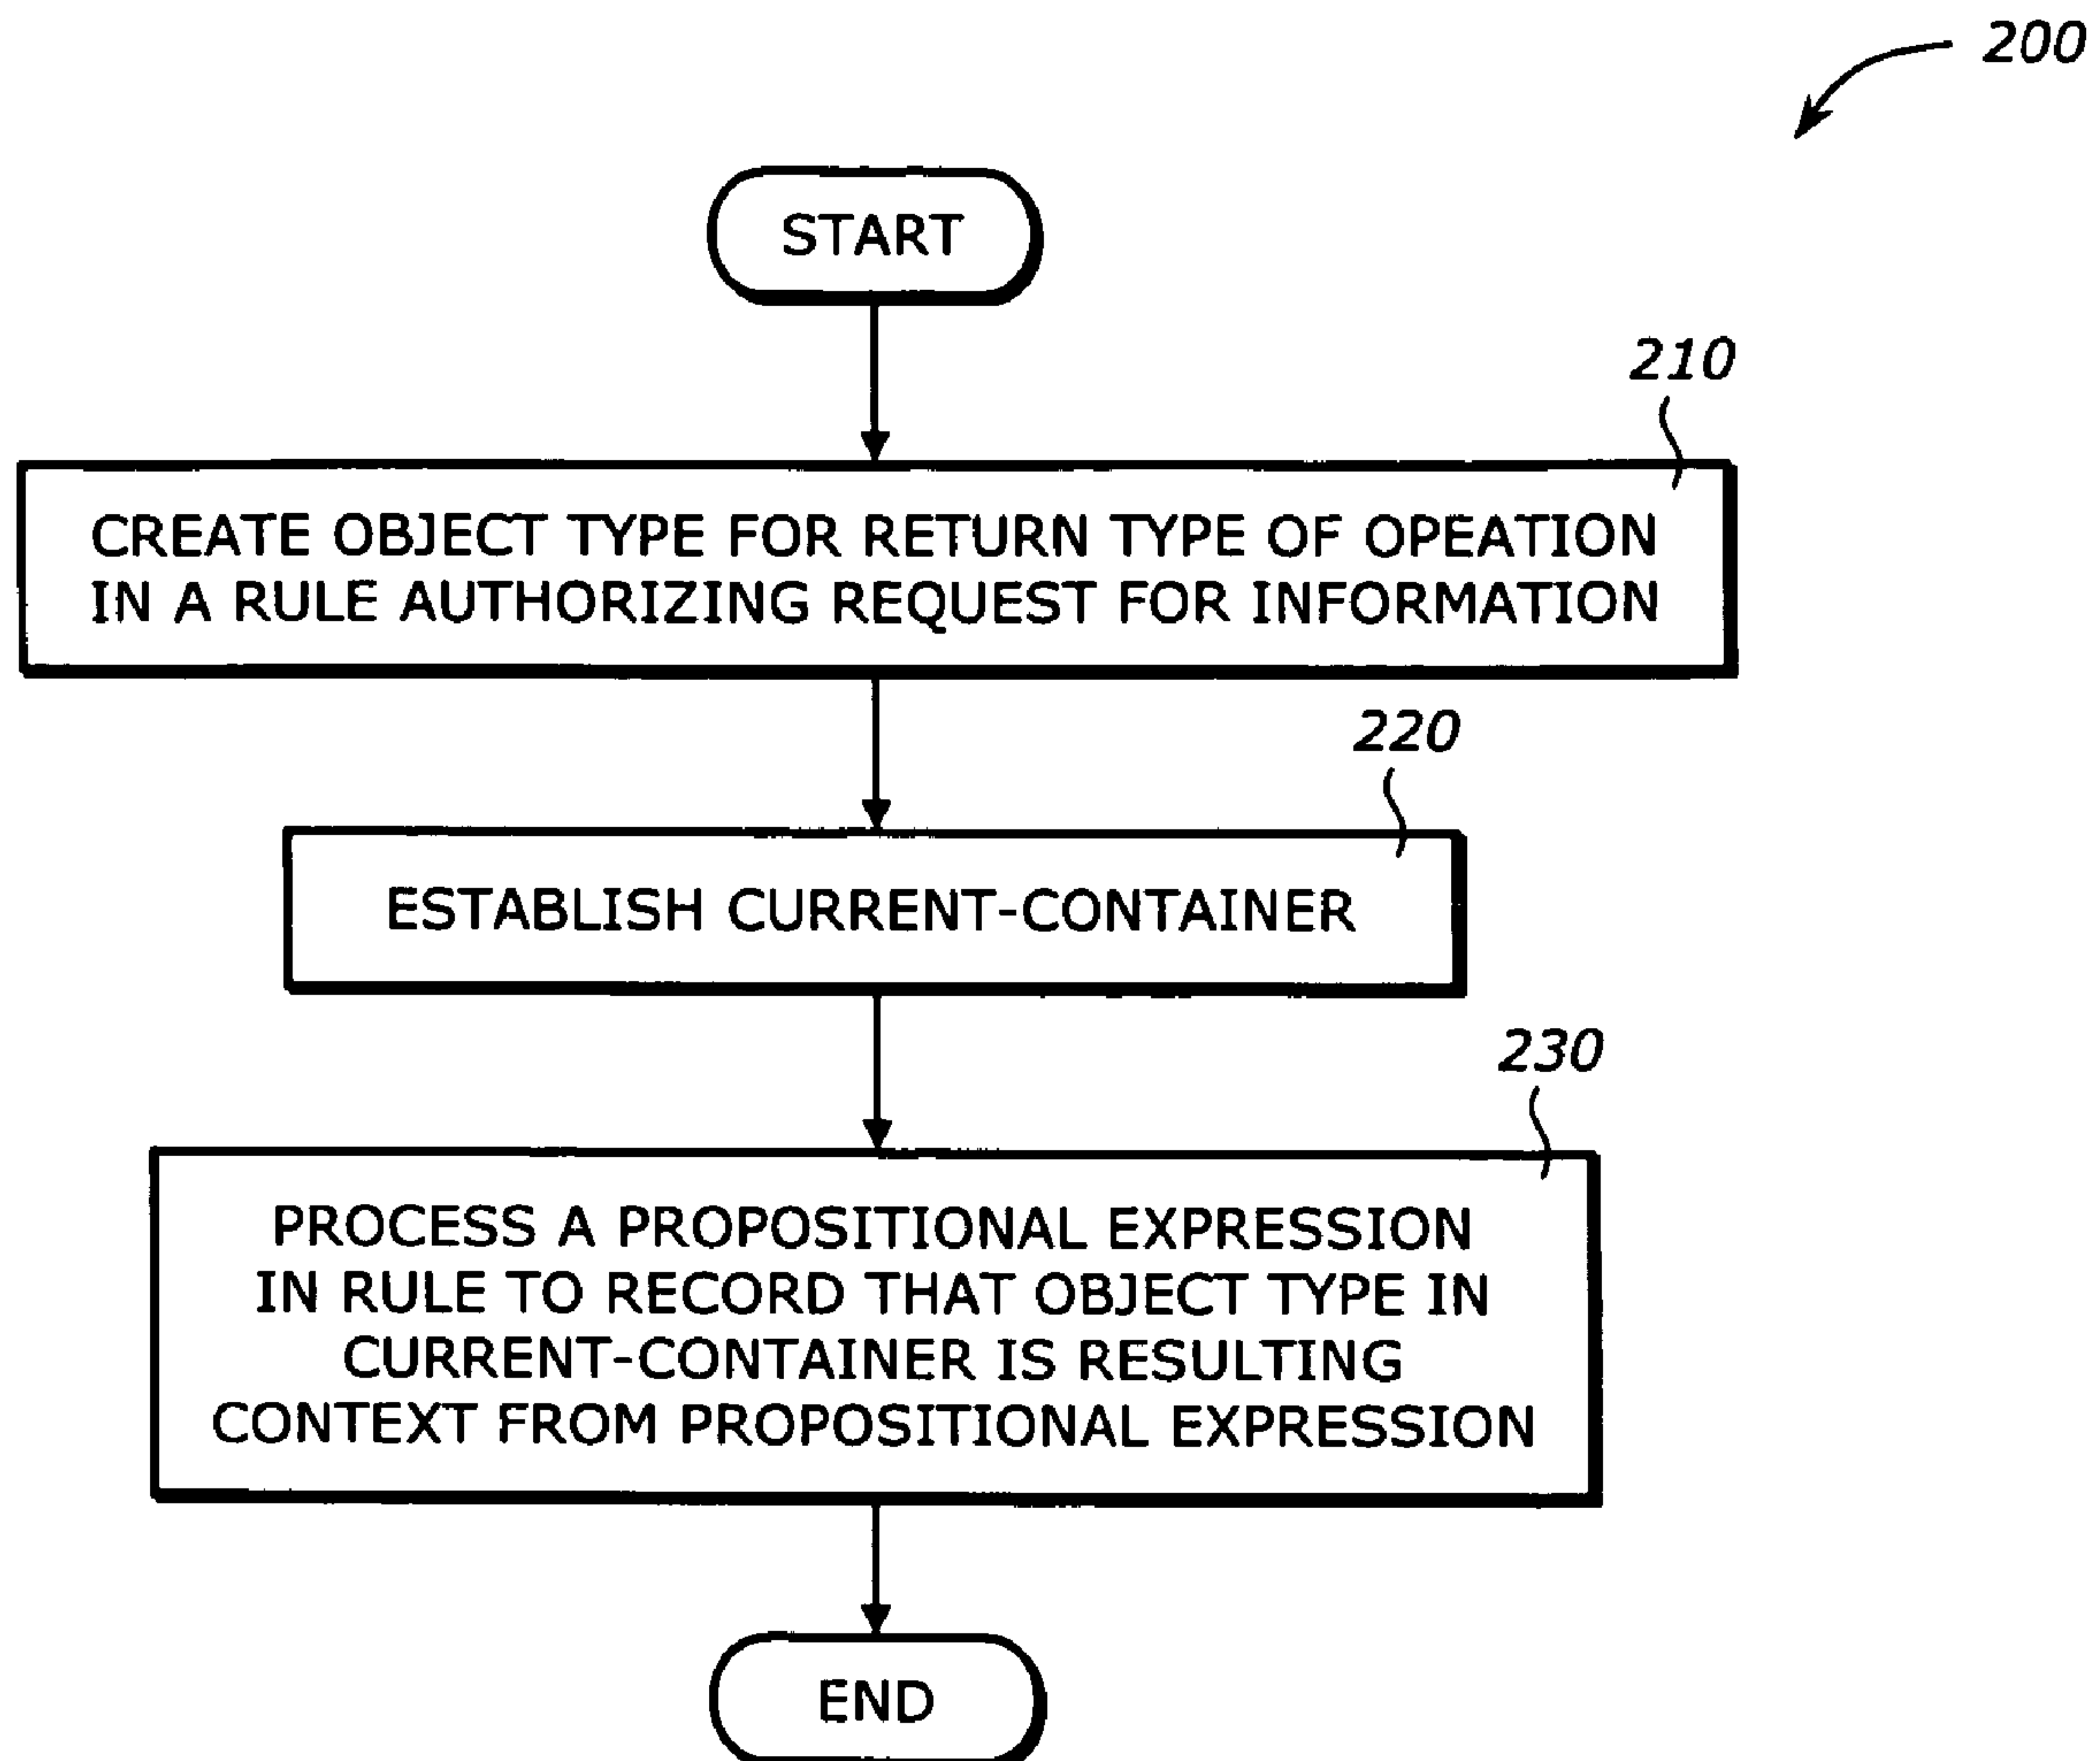 200
START
210
CREATE OBJECT TYPE FOR RETURN TYPE OF OPEATION
IN A RULE AUTHORIZING REQUEST FOR INFORMATION
220
ESTABLISH CURRENT-CONTAINER
230
PROCESS A PROPOSITIONAL EXPRESSION
IN RULE TO RECORD THAT OBJECT TYPE IN
CURRENT-CONTAINER IS RESULTING
CONTEXT FROM PROPOSITIONAL EXPRESSION
END